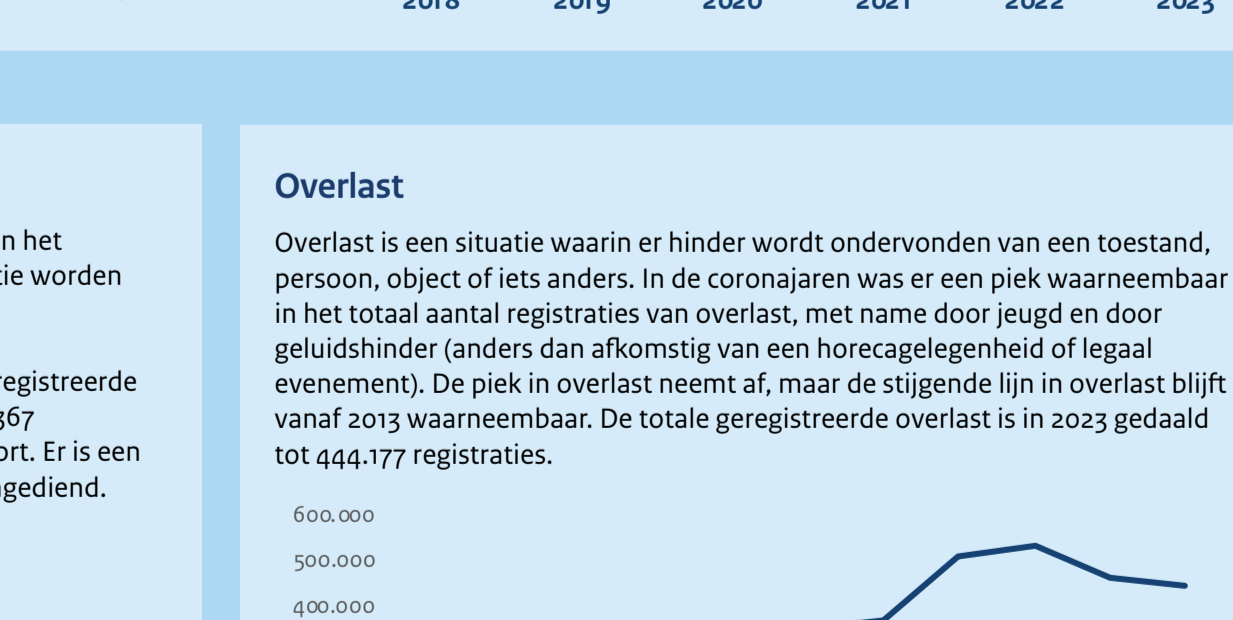 2018 2019 2020 2021 2022 2023
n het
tie worden
registreerde
367
ort. Er is een
gediend.
Overlast
Overlast is een situatie waarin er hinder wordt ondervonden van een toestand,
persoon, object of iets anders. In de coronajaren was er een piek waarneembaar
in het totaal aantal registraties van overlast, met name door jeugd en door
geluidshinder (anders dan afkomstig van een horecagelegenheid of legaal
evenement). De piek in overlast neemt af, maar de stijgende lijn in overlast blijft
vanaf 2013 waarneembaar. De totale geregistreerde overlast is in 2023 gedaald
tot 444.177 registraties.
600.000
500.000
400.000